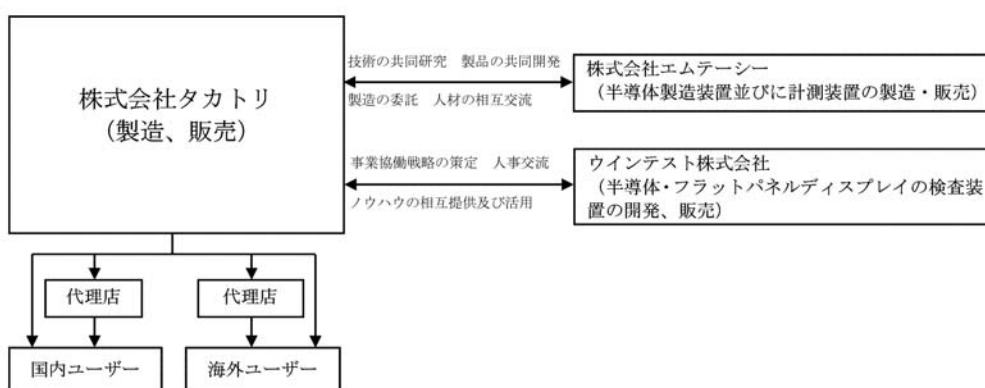 株式会社タカトリ
(製造、販売)
技術の共同研究 製品の共同開発
製造の委託 人材の相互交流
株式会社エムテーシー
(半導体製造装置並びに計測装置の製造・販売)
事業協働戦略の策定 人事交流
ノウハウの相互提供及び活用
ウインテスト株式会社
(半導体・フラットパネルディスプレイの検査装
置の開発、販売)
代理店
代理店
国内ユーザー
海外ユーザー